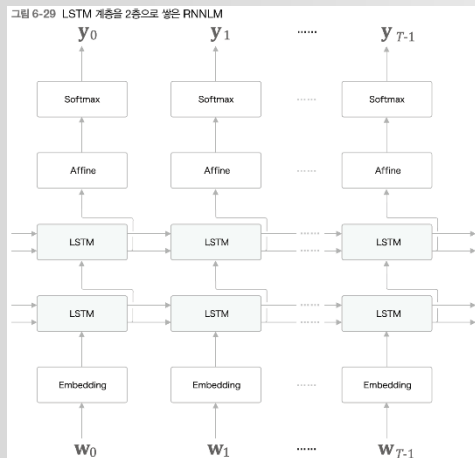 그림 6-29 LSTM 계층을 2층으로 쌓은 RNNLM
y0 y1 …… yT-1
Softmax Softmax …… Softmax
Affine Affine …… Affine
LSTM LSTM …… LSTM
LSTM LSTM …… LSTM
Embedding Embedding …… Embedding
w0 w1 …… wT-1